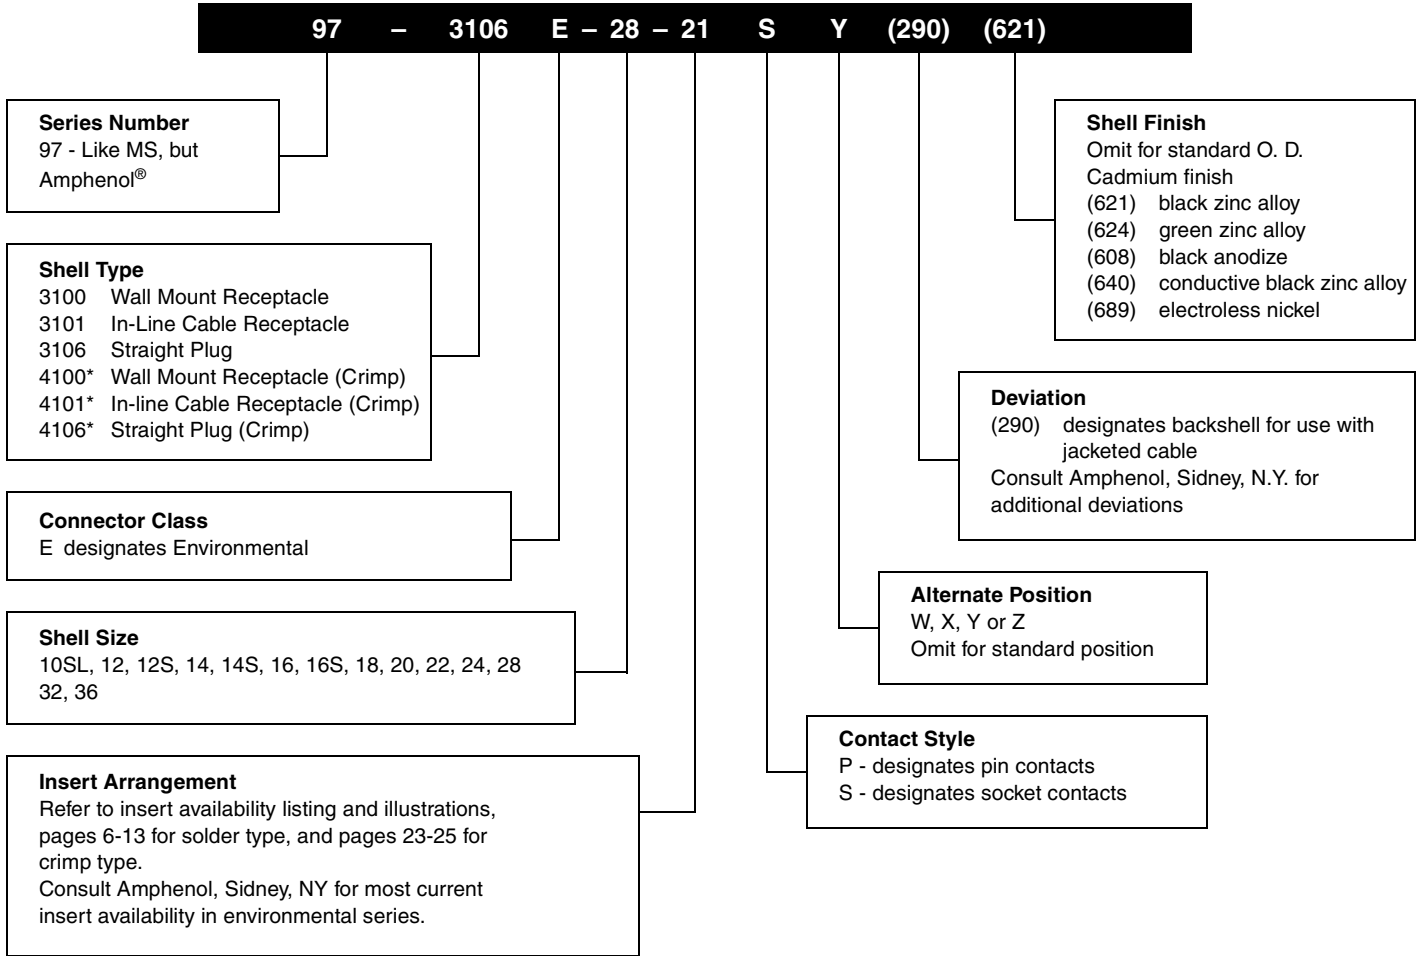 97 – 3106 E – 28 – 21 S Y (290) (621)
Series Number
97 - Like MS, but
Amphenol®
Shell Type
3100 Wall Mount Receptacle
3101 In-Line Cable Receptacle
3106 Straight Plug
4100* Wall Mount Receptacle (Crimp)
4101* In-line Cable Receptacle (Crimp)
4106* Straight Plug (Crimp)
Connector Class
E designates Environmental
Shell Size
10SL, 12, 12S, 14, 14S, 16, 16S, 18, 20, 22, 24, 28
32, 36
Insert Arrangement
Refer to insert availability listing and illustrations,
pages 6-13 for solder type, and pages 23-25 for
crimp type.
Consult Amphenol, Sidney, NY for most current
insert availability in environmental series.
Shell Finish
Omit for standard O. D.
Cadmium finish
(621) black zinc alloy
(624) green zinc alloy
(608) black anodize
(640) conductive black zinc alloy
(689) electroless nickel
Deviation
(290) designates backshell for use with
jacketed cable
Consult Amphenol, Sidney, N.Y. for
additional deviations
Alternate Position
W, X, Y or Z
Omit for standard position
Contact Style
P - designates pin contacts
S - designates socket contacts